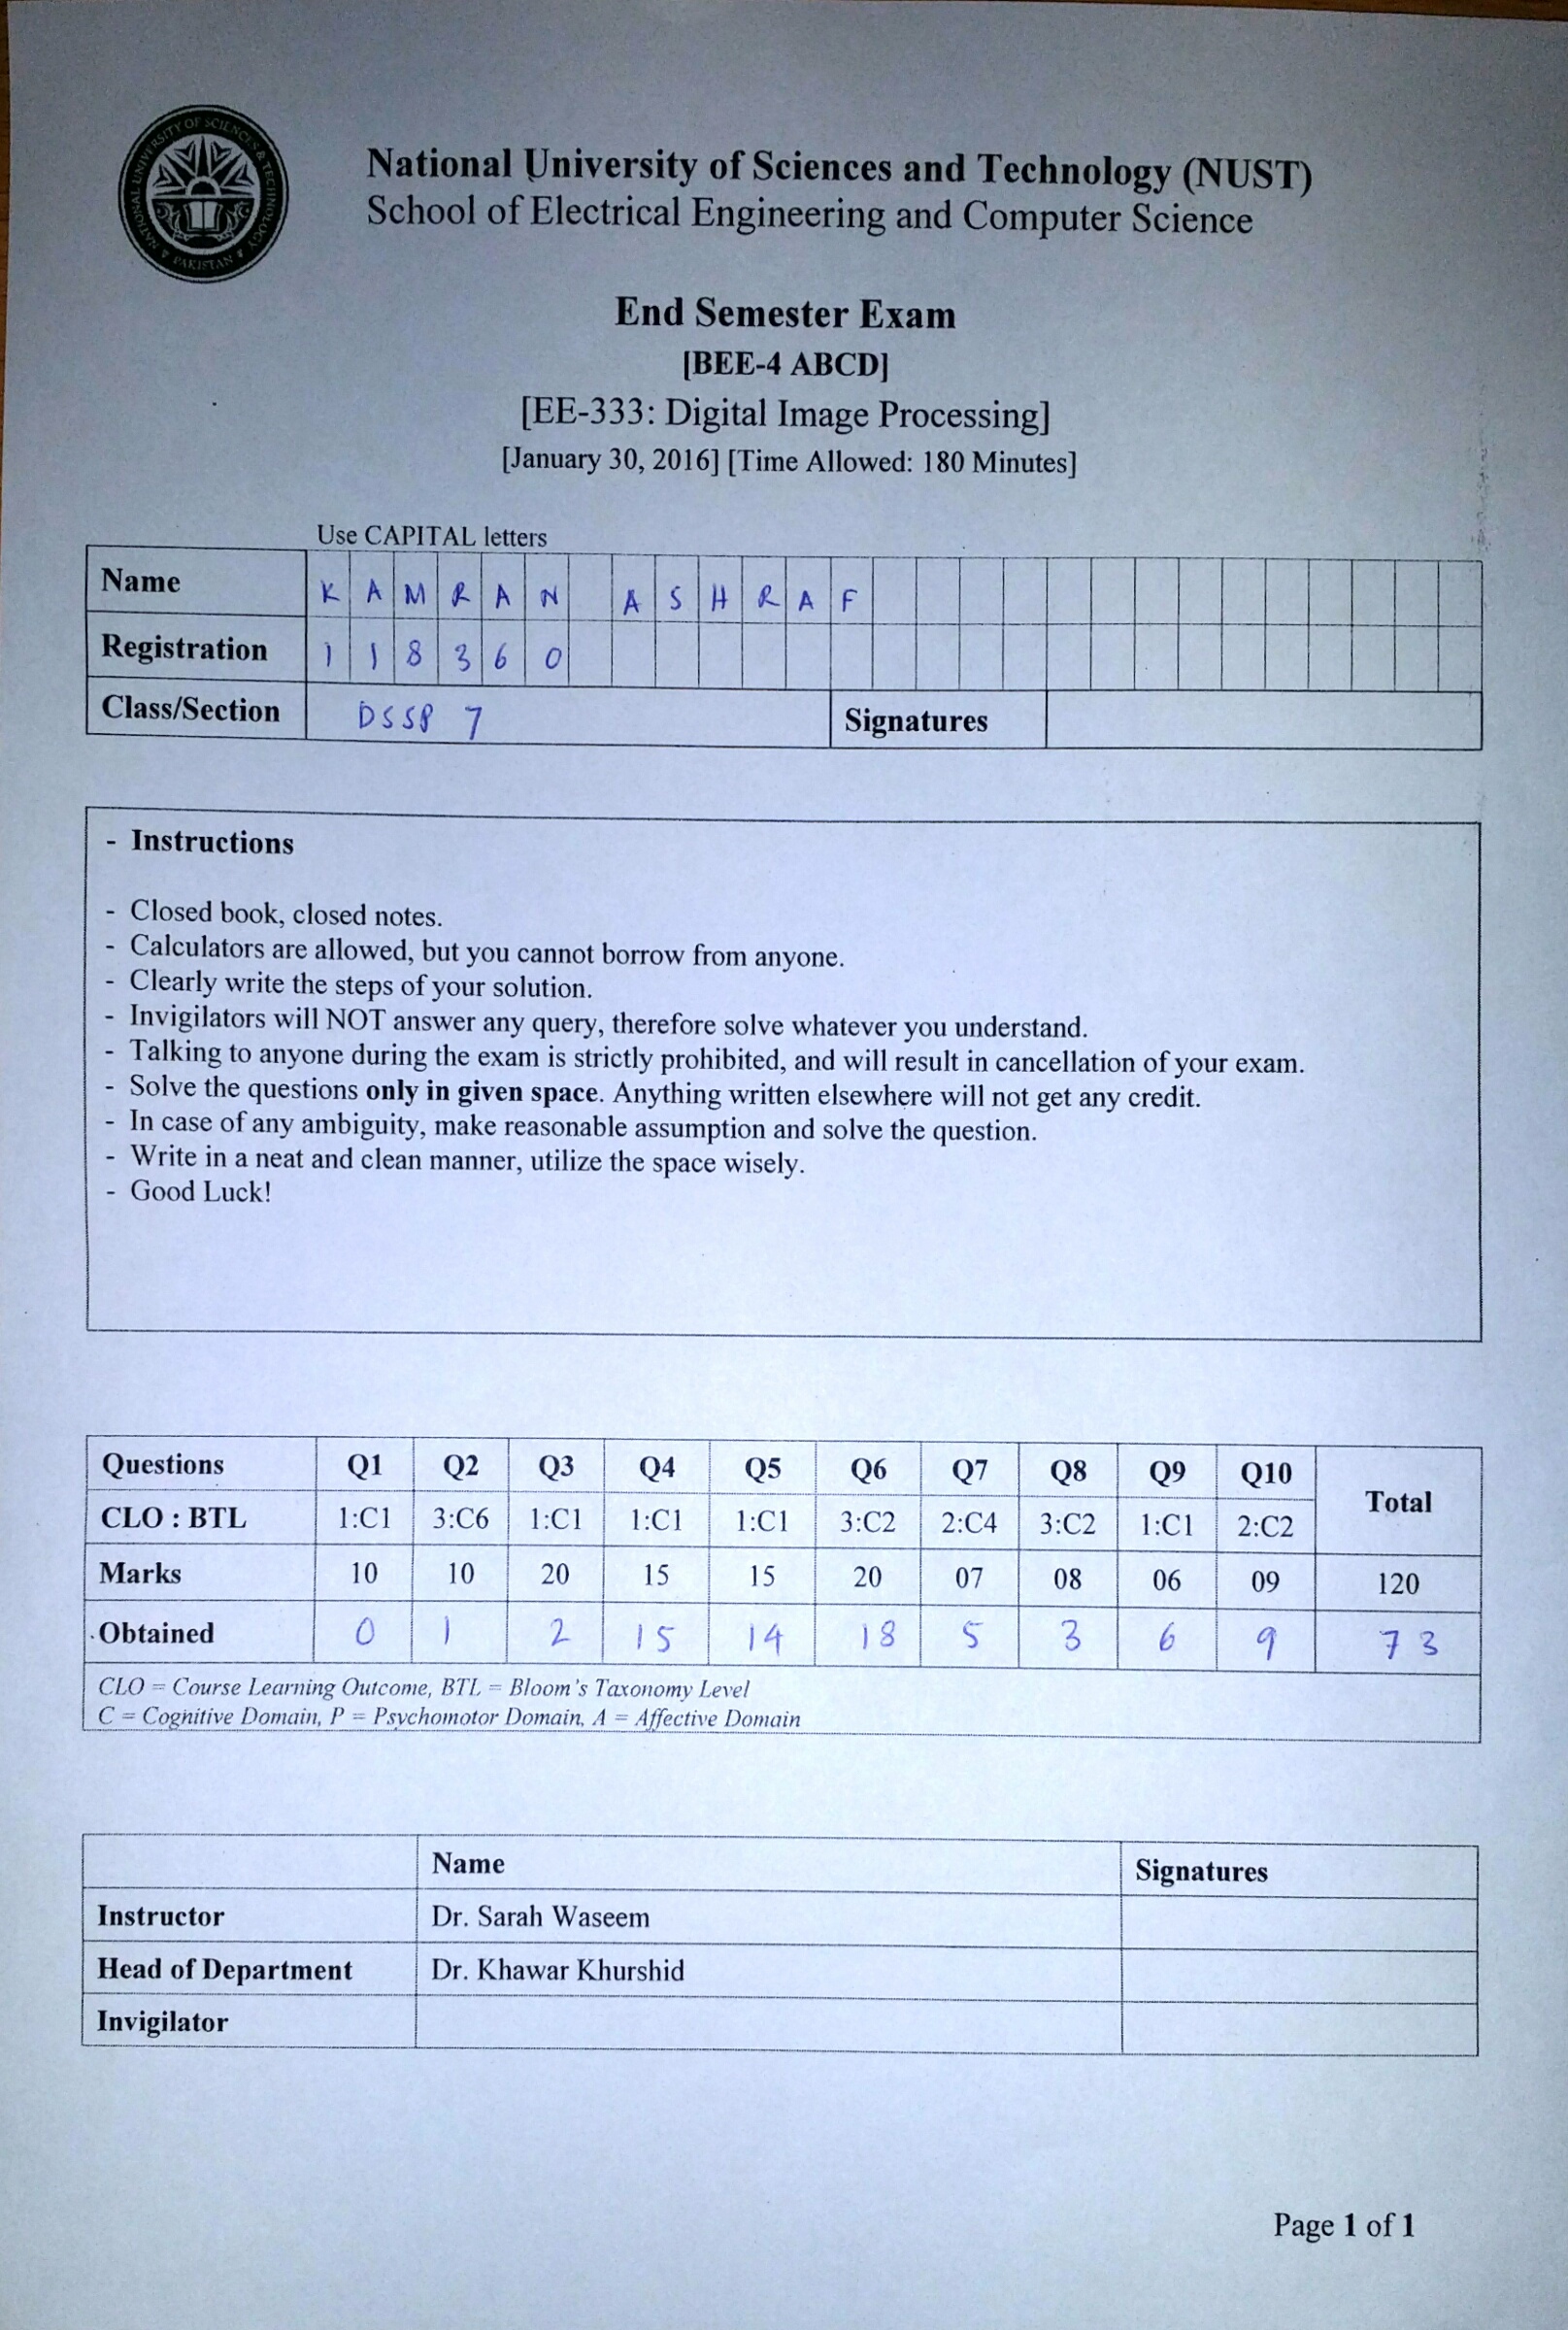 NATIONAL UNIVERSITY OF SCIENCES & TECHNOLOGY
PAKISTAN
National University of Sciences and Technology (NUST)
School of Electrical Engineering and Computer Science
End Semester Exam
[BEE-4 ABCD]
[EE-333: Digital Image Processing]
[January 30, 2016] [Time Allowed: 180 Minutes]
Use CAPITAL letters
Name KAMRAN ASHRAF
Registration 118360
Class/Section DSSP 7 Signatures
- Instructions
- Closed book, closed notes.
- Calculators are allowed, but you cannot borrow from anyone.
- Clearly write the steps of your solution.
- Invigilators will NOT answer any query, therefore solve whatever you understand.
- Talking to anyone during the exam is strictly prohibited, and will result in cancellation of your exam.
- Solve the questions only in given space. Anything written elsewhere will not get any credit.
- In case of any ambiguity, make reasonable assumption and solve the question.
- Write in a neat and clean manner, utilize the space wisely.
- Good Luck!
Questions Q1 Q2 Q3 Q4 Q5 Q6 Q7 Q8 Q9 Q10 Total
CLO : BTL 1:C1 3:C6 1:C1 1:C1 1:C1 3:C2 2:C4 3:C2 1:C1 2:C2
Marks 10 10 20 15 15 20 07 08 06 09 120
Obtained 0 1 2 15 14 18 5 3 6 9 73
CLO = Course Learning Outcome, BTL = Bloom's Taxonomy Level
C = Cognitive Domain, P = Psychomotor Domain, A = Affective Domain
Name Signatures
Instructor Dr. Sarah Waseem
Head of Department Dr. Khawar Khurshid
Invigilator
Page 1 of 1